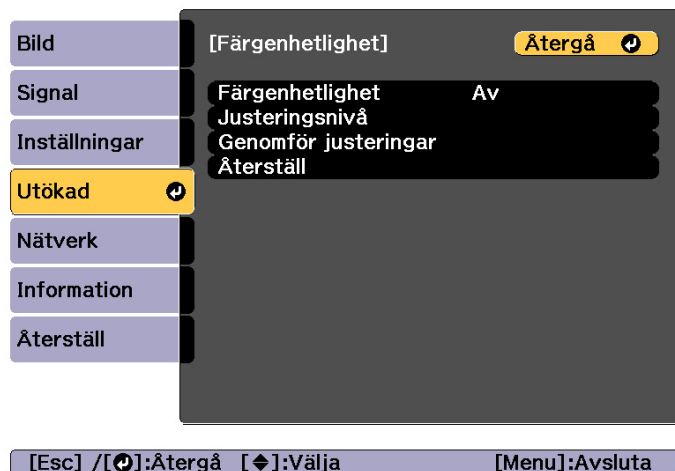 Bild
Signal
Inställningar
Utökad
Nätverk
Information
Återställ
[Färgenhetlighet] Återgå
Färgenhetlighet Av
Justeringsnivå
Genomför justeringar
Återställ
[Esc] /[ ]:Återgå [ ]:Välja [Menu]:Avsluta